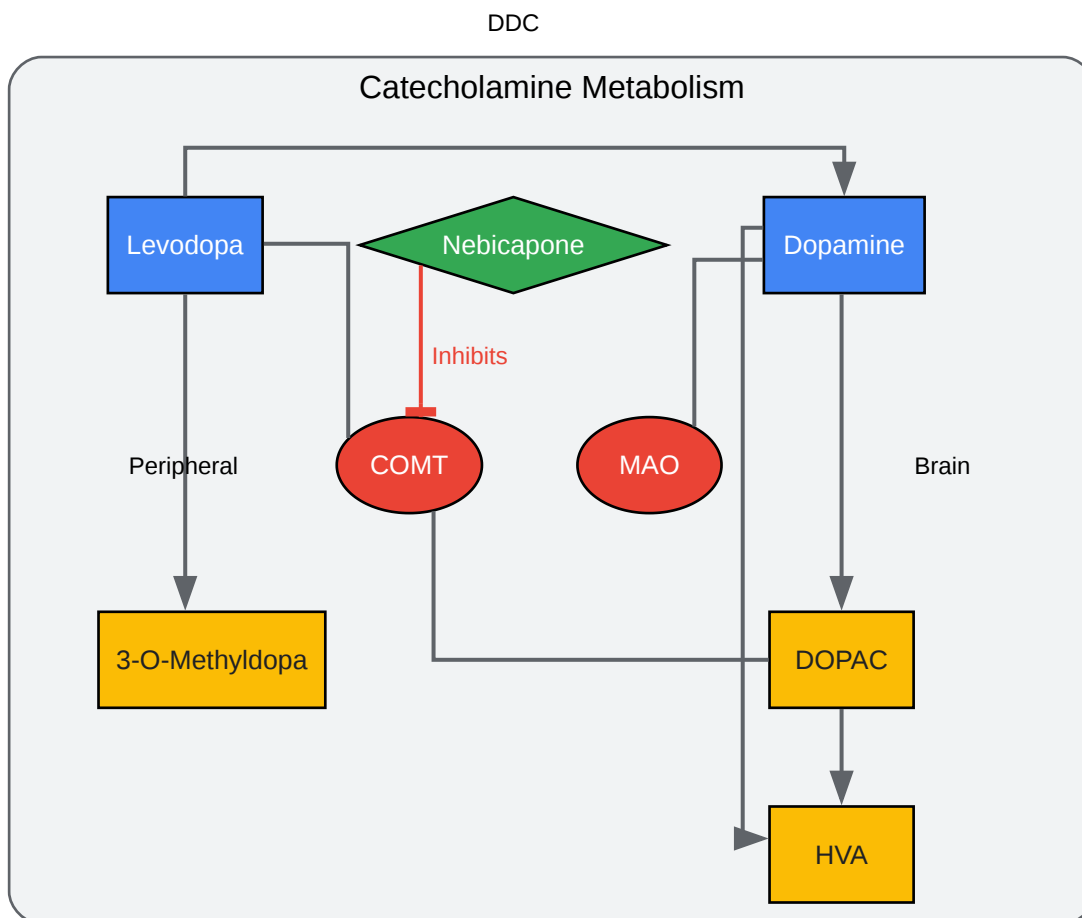 DDC
Catecholamine Metabolism
Levodopa
Nebicapone
Dopamine
Inhibits
Peripheral
COMT
MAO
Brain
3-O-Methyldopa
DOPAC
HVA